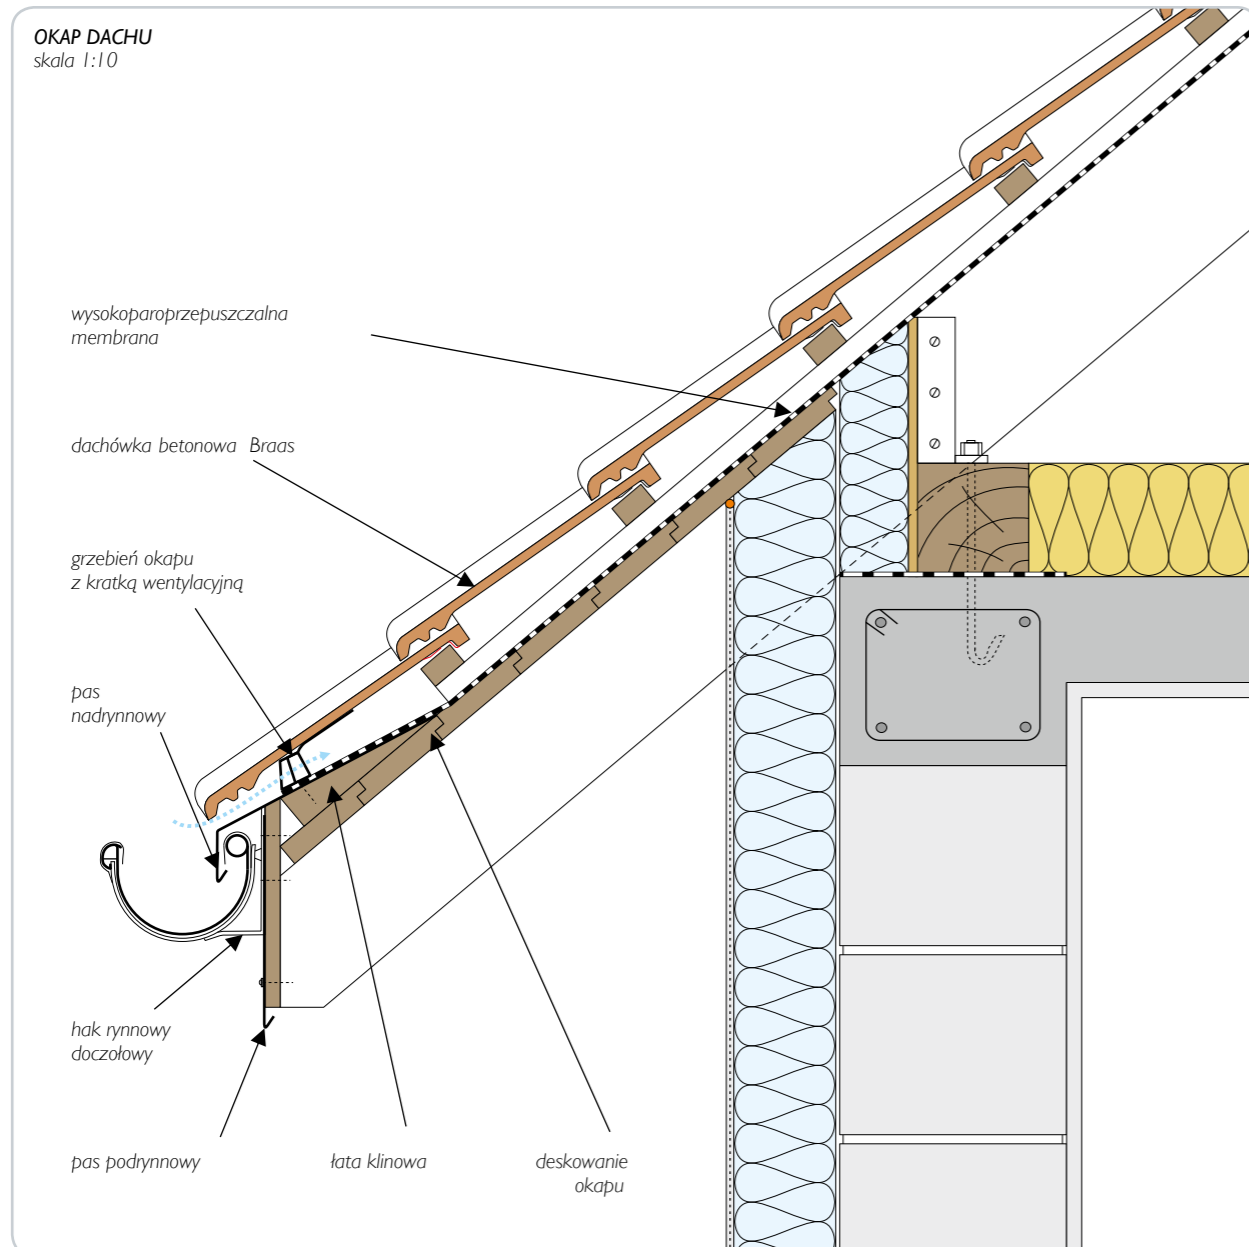 OKAP DACHU
skala 1:10
wysokoparoprzepuszczalna
membrana
dachówka betonowa Braas
grzebień okapu
z kratką wentylacyjną
pas
nadrynnowy
hak rynnowy
doczołowy
pas podrynnowy
łata klinowa
deskowanie
okapu